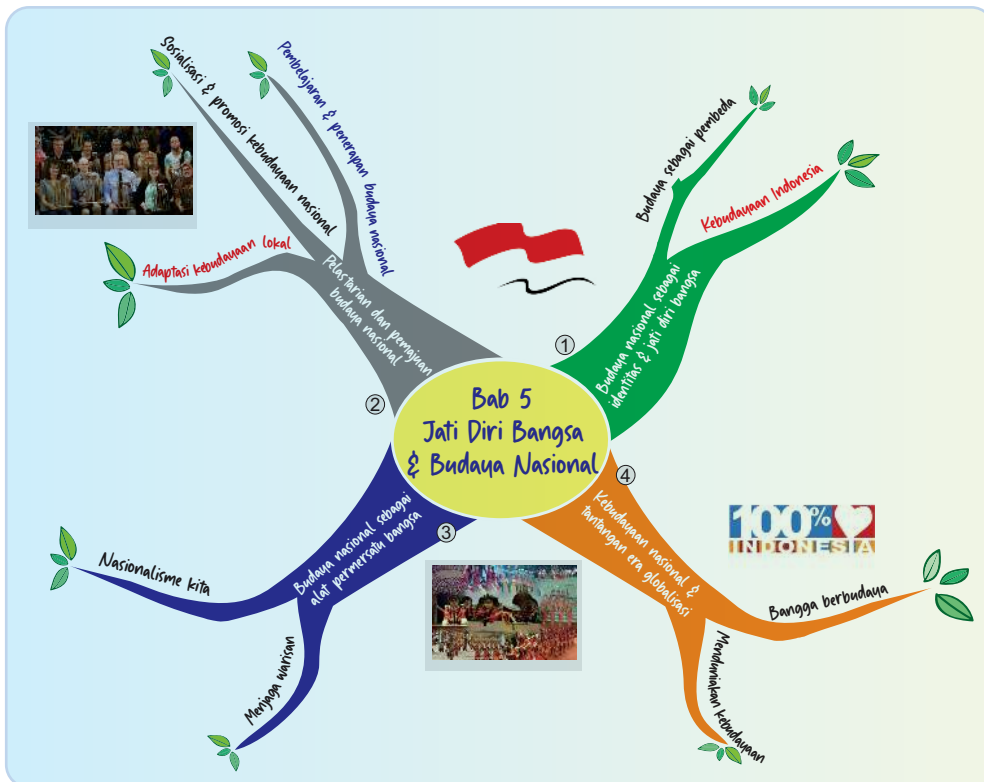 Bab 5
Jati Diri Bangsa
& Budaya Nasional
1
Budaya nasional sebagai
identitas & jati diri bangsa
Budaya sebagai pembeda
Kebudayaan Indonesia
2
Pelastarian dan pemajuan
budaya nasional
Adaptasi kebudayaan lokal
Sosialisasi & promosi kebudayaan nasional
Pembelajaran & penerapan budaya nasional
3
Budaya nasional sebagai
alat permersatu bangsa
Nasionalisme kita
Menjaga warisan
4
Kebudayaan nasional &
tantangan era globalisasi
Bangga berbudaya
Menduniakan kebudayaan
100%
INDONESIA